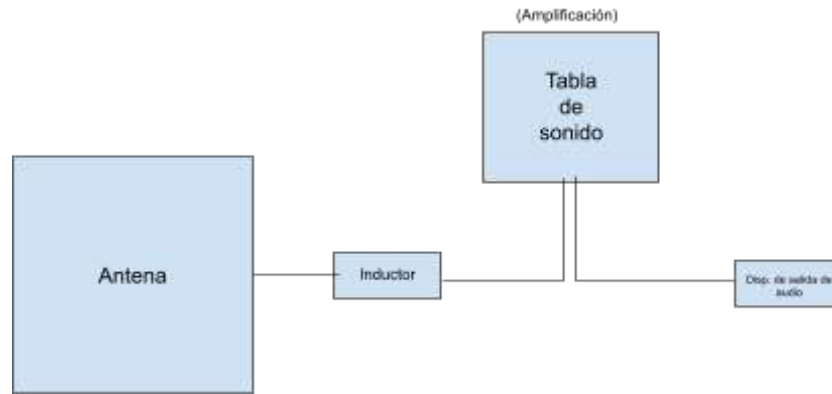 (Amplificación)
Tabla
de
sonido
Antena
Inductor
Disp. de salida de
audio